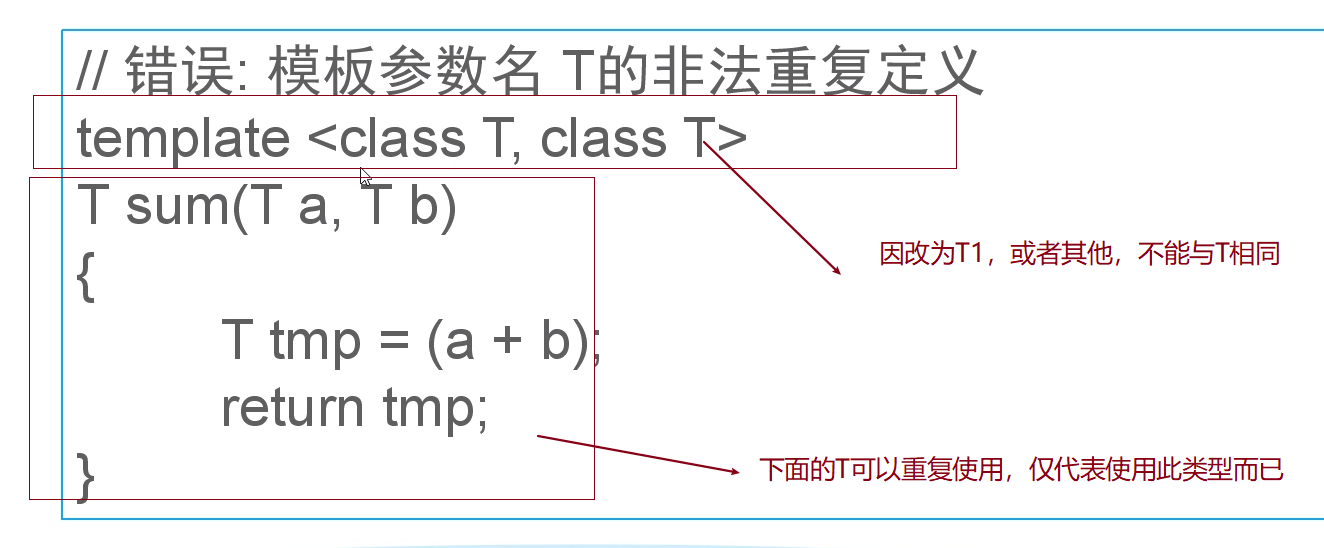 // 错误: 模板参数名 T的非法重复定义
template <class T, class T>
T sum(T a, T b)
{
因改为T1，或者其他，不能与T相同
T tmp = (a + b);
return tmp;
}
下面的T可以重复使用，仅代表使用此类型而已